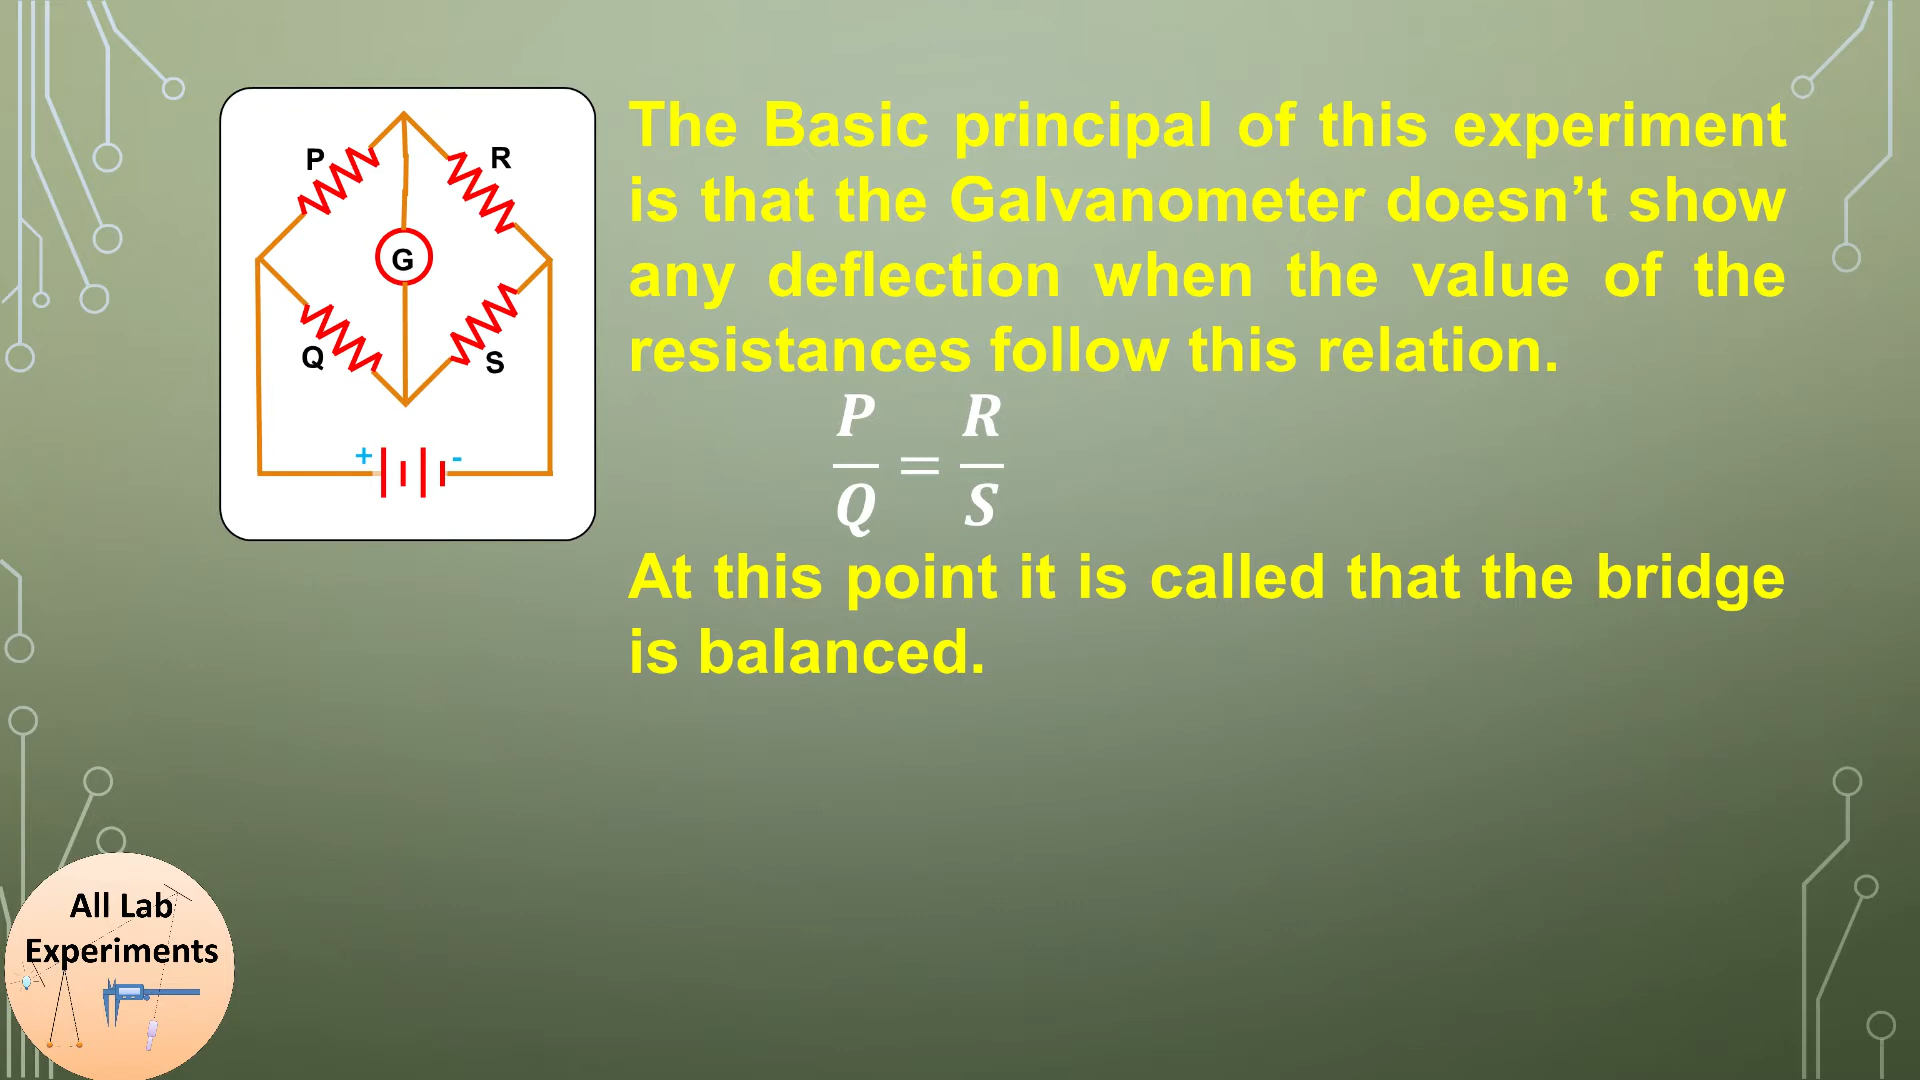 P
R
G
Q
S
+ -
The Basic principal of this experiment
is that the Galvanometer doesn’t show
any deflection when the value of the
resistances follow this relation.
P/Q = R/S
At this point it is called that the bridge
is balanced.
All Lab
Experiments